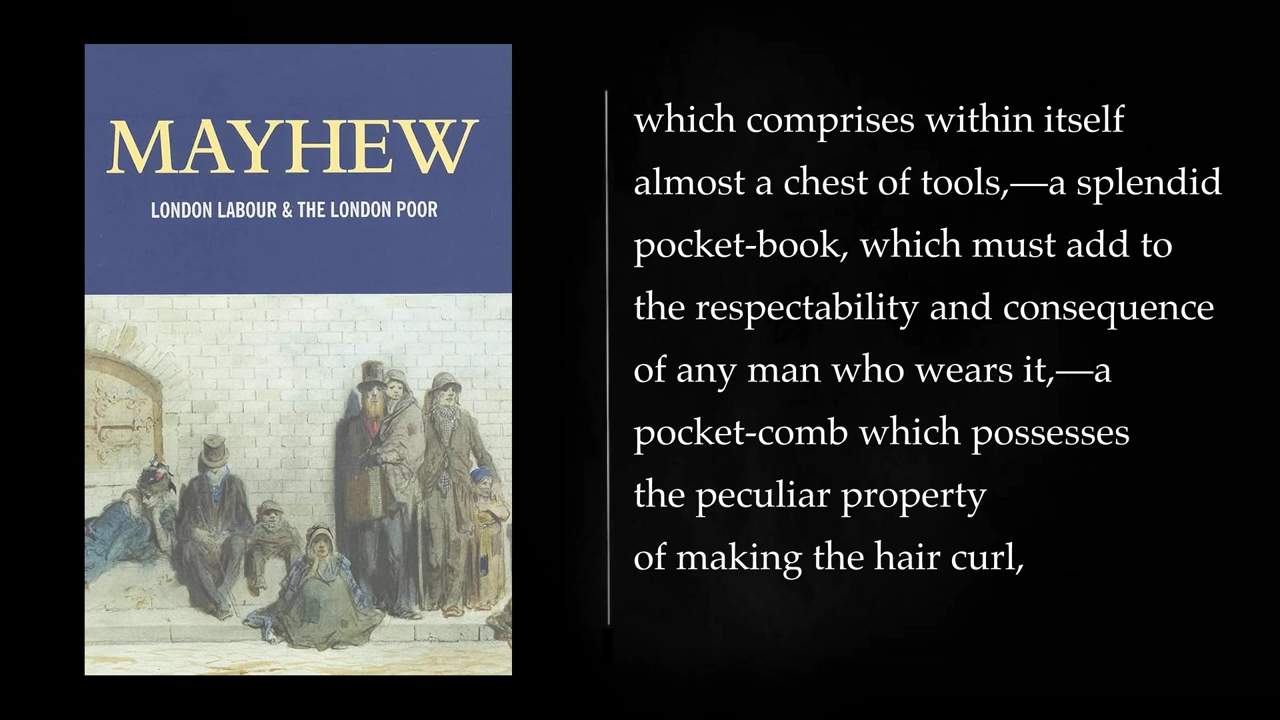 MAYHEW
LONDON LABOUR & THE LONDON POOR
which comprises within itself
almost a chest of tools,—a splendid
pocket-book, which must add to
the respectability and consequence
of any man who wears it,—a
pocket-comb which possesses
the peculiar property
of making the hair curl,